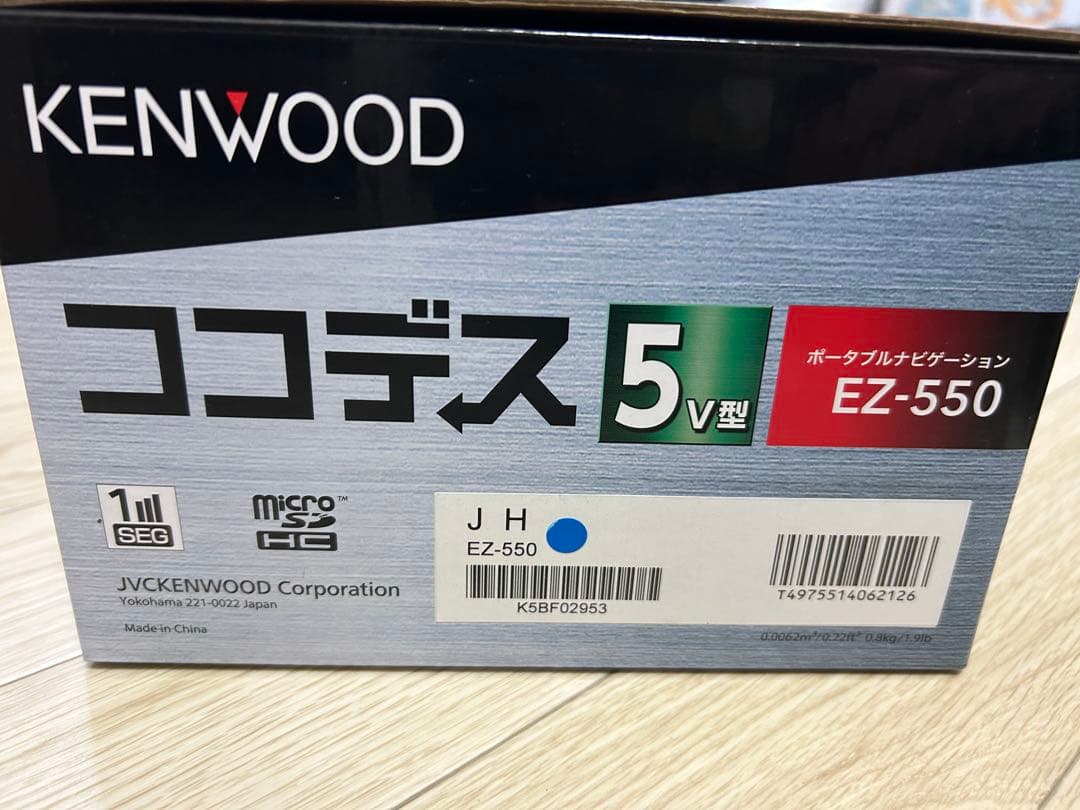 KENWOOD
ココデス
5V型
ポータブルナビゲーション
EZ-550
1SEG
micro SD HC™
J H
EZ-550
K5BF02953
T4975514062126
JVCKENWOOD Corporation
Yokohama 221-0022 Japan
Made in China
0.0062m³/0.22ft³ 0.8kg/1.9lb